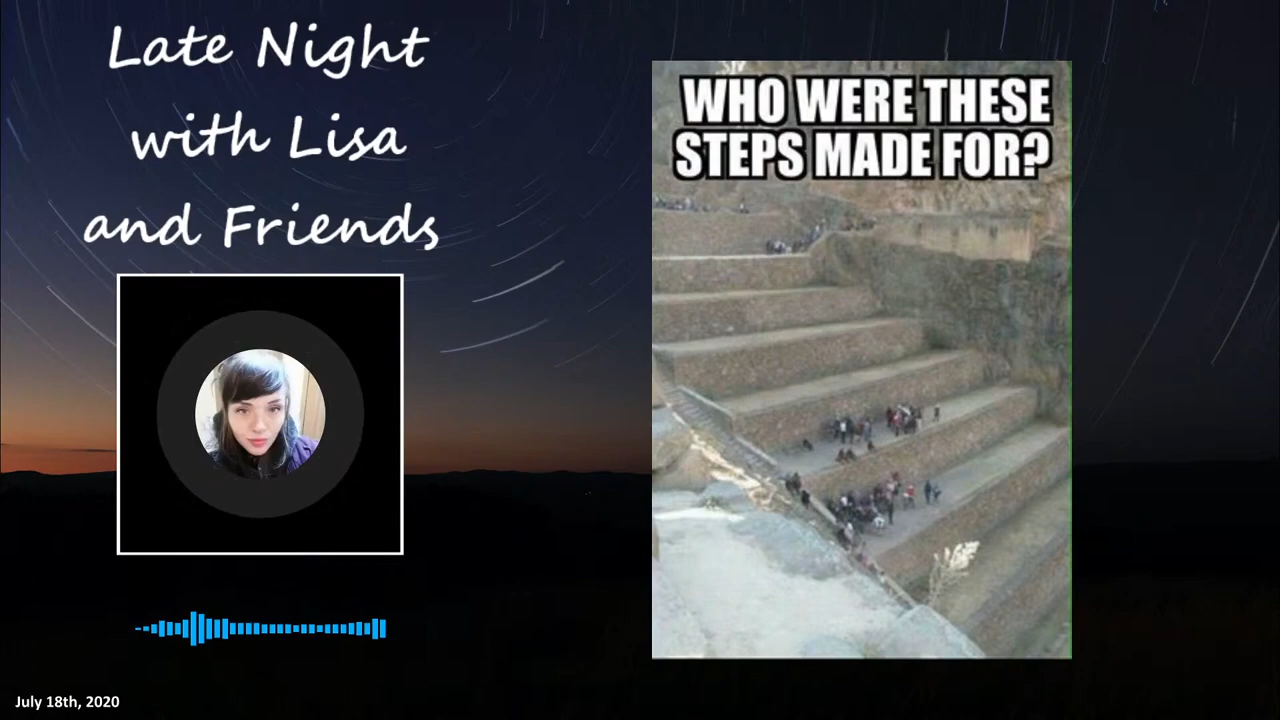 Late Night
with Lisa
and Friends
WHO WERE THESE
STEPS MADE FOR?
July 18th, 2020